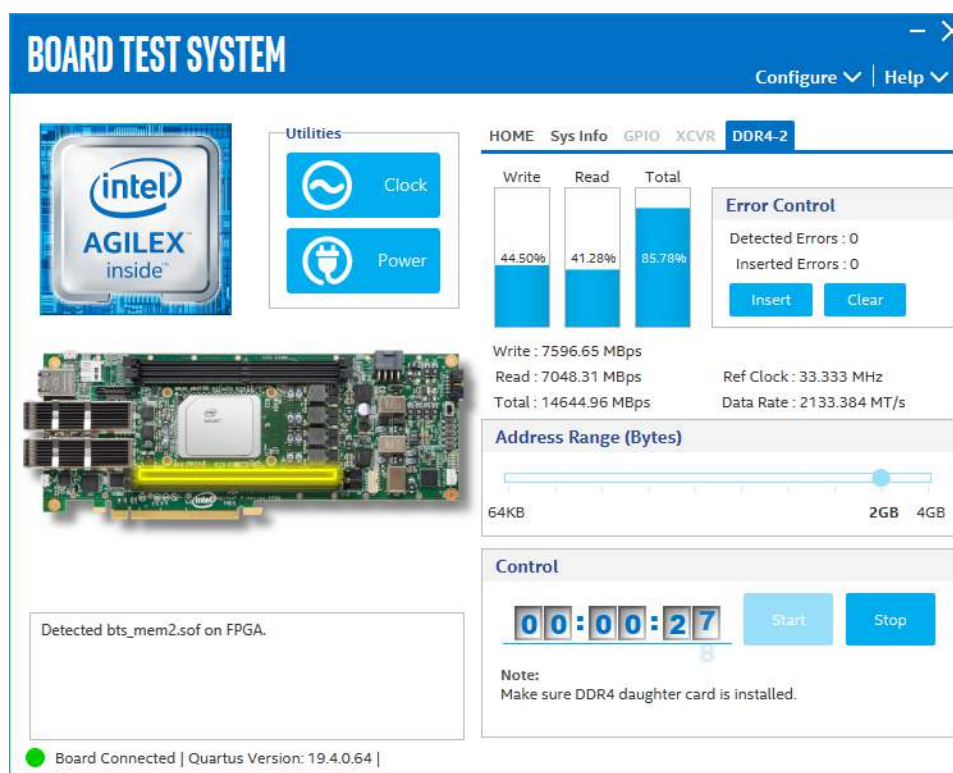 BOARD TEST SYSTEM
Configure Help
intel
AGILEX™
inside™
Utilities
Clock
Power
HOME Sys Info GPIO XCVR DDR4-2
Write Read Total
44.50% 41.28% 85.78%
Error Control
Detected Errors : 0
Inserted Errors : 0
Insert Clear
Write : 7596.65 MBps
Read : 7048.31 MBps
Total : 14644.96 MBps
Ref Clock : 33.333 MHz
Data Rate : 2133.384 MT/s
Address Range (Bytes)
64KB 2GB 4GB
Control
00:00:27
8
Start Stop
Note:
Make sure DDR4 daughter card is installed.
intel
Detected bts_mem2.sof on FPGA.
Board Connected | Quartus Version: 19.4.0.64 |